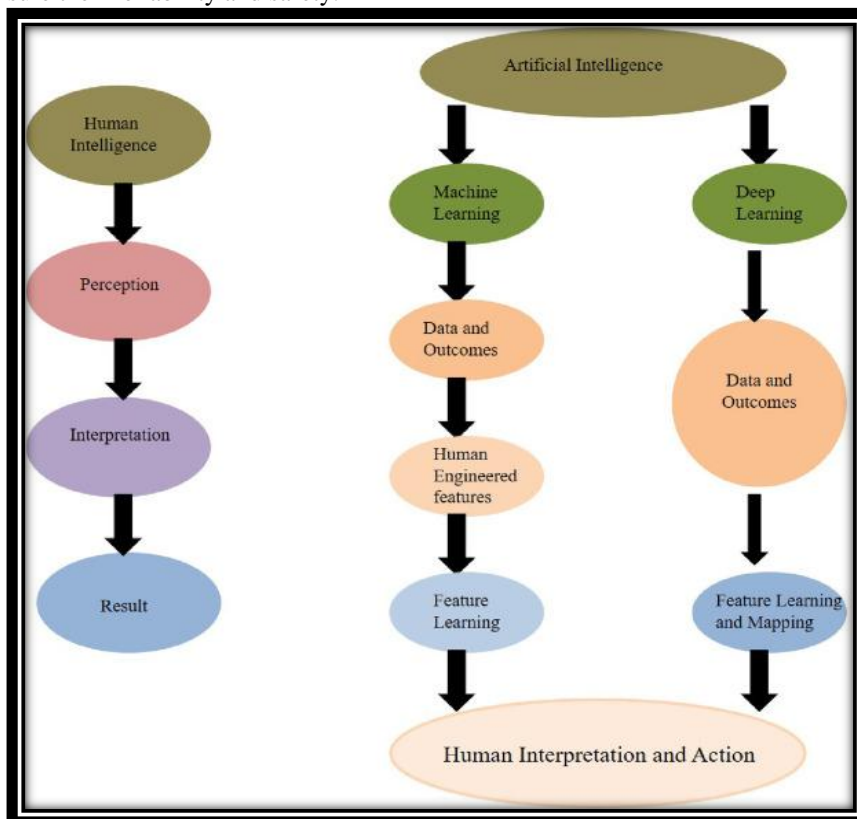 Human
Intelligence
Perception
Interpretation
Result
Artificial Intelligence
Machine
Learning
Data and
Outcomes
Human
Engineered
features
Feature
Learning
Deep
Learning
Data and
Outcomes
Feature Learning
and Mapping
Human Interpretation and Action